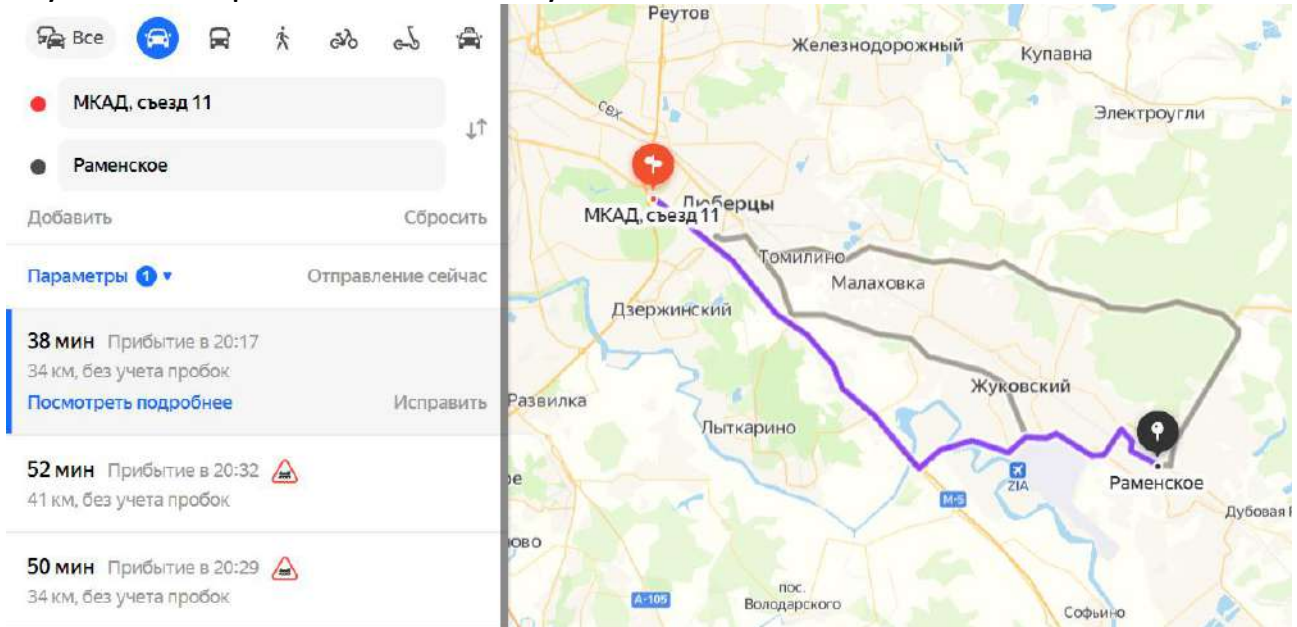 Все
МКАД, съезд 11
Раменское
Добавить
Сбросить
Параметры 1
Отправление сейчас
38 мин Прибытие в 20:17
34 км, без учета пробок
Посмотреть подробнее
Исправить
52 мин Прибытие в 20:32
41 км, без учета пробок
50 мин Прибытие в 20:29
34 км, без учета пробок
Реутов
Железнодорожный
Купавна
Электроугли
Люберцы
МКАД, съезд 11
Томилино
Малаховка
Дзержинский
Жуковский
Развилка
Лыткарино
ZIA
Раменское
М-5
Дубовая
ово
А-105
пос.
Володарского
Софьино